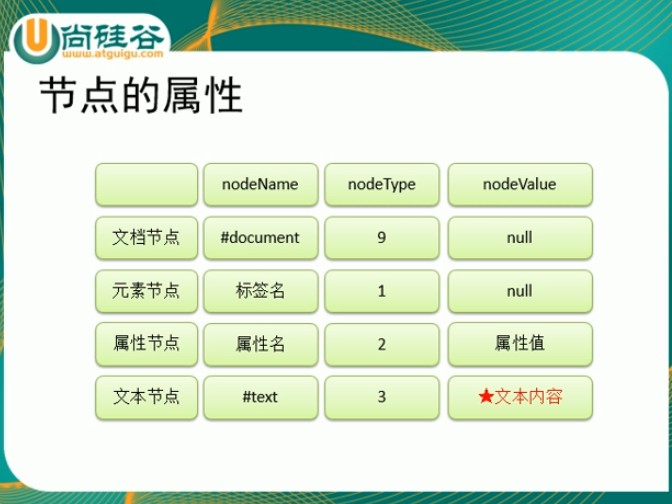 尚硅谷
www.atguigu.com
节点的属性
nodeName nodeType nodeValue
文档节点 #document 9 null
元素节点 标签名 1 null
属性节点 属性名 2 属性值
文本节点 #text 3 ★文本内容